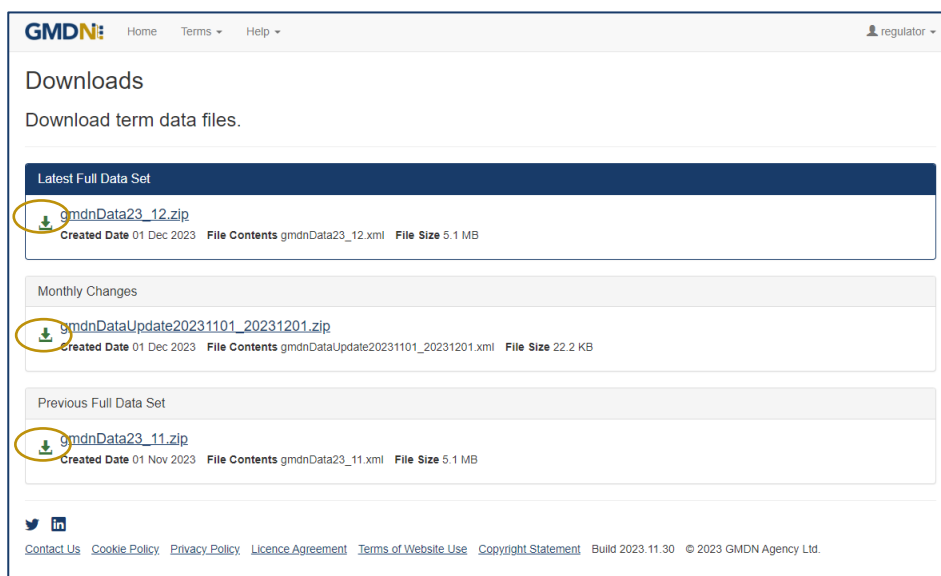 GMDN Home Terms Help regulator
Downloads
Download term data files.
Latest Full Data Set
gmdnData23_12.zip
Created Date 01 Dec 2023 File Contents gmdnData23_12.xml File Size 5.1 MB
Monthly Changes
gmdnDataUpdate20231101_20231201.zip
Created Date 01 Dec 2023 File Contents gmdnDataUpdate20231101_20231201.xml File Size 22.2 KB
Previous Full Data Set
gmdnData23_11.zip
Created Date 01 Nov 2023 File Contents gmdnData23_11.xml File Size 5.1 MB
in
Contact Us Cookie Policy Privacy Policy Licence Agreement Terms of Website Use Copyright Statement Build 2023.11.30 © 2023 GMDN Agency Ltd.